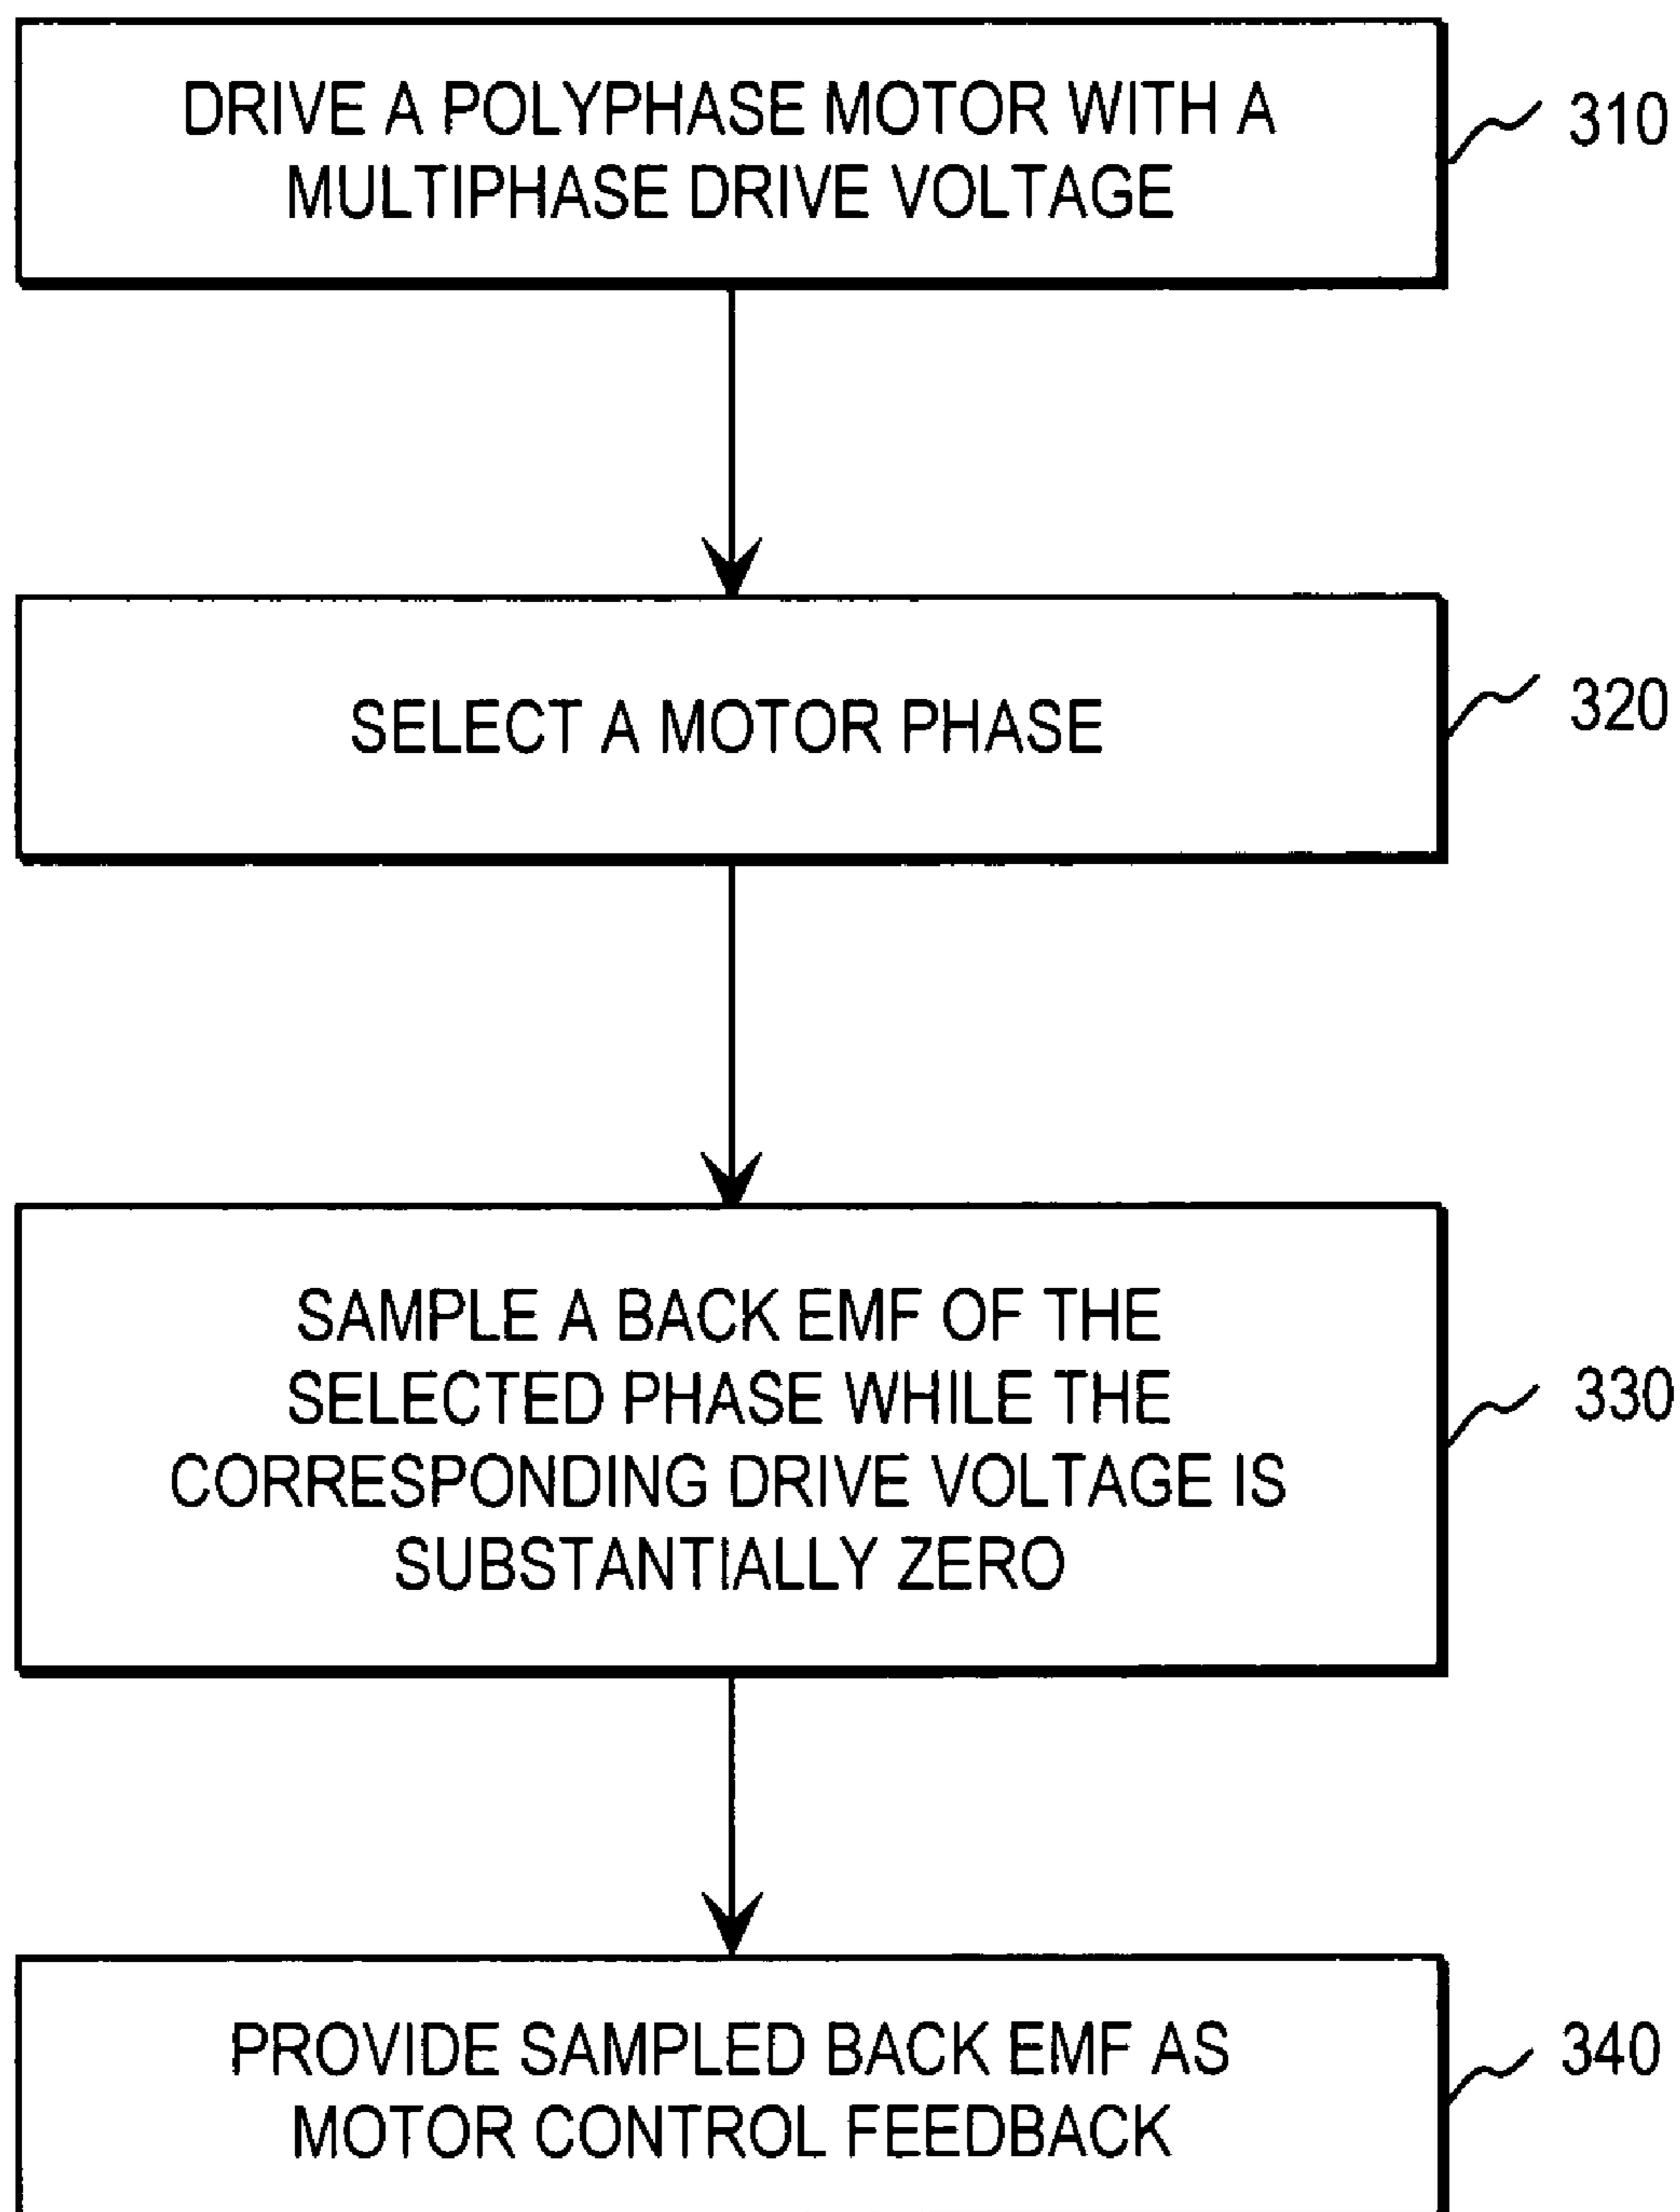 DRIVE A POLYPHASE MOTOR WITH A
MULTIPHASE DRIVE VOLTAGE
310
SELECT A MOTOR PHASE
320
SAMPLE A BACK EMF OF THE
SELECTED PHASE WHILE THE
CORRESPONDING DRIVE VOLTAGE IS
SUBSTANTIALLY ZERO
330
PROVIDE SAMPLED BACK EMF AS
MOTOR CONTROL FEEDBACK
340